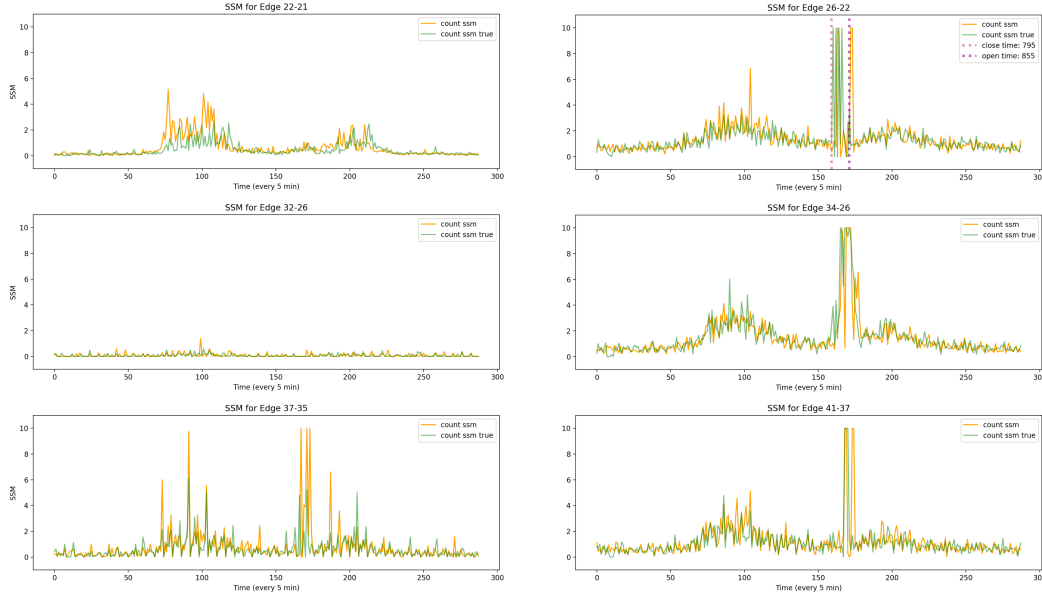 SSM for Edge 22-21
10
8
6
4
2
0
SSM
0
50
100
150
200
250
300
Time (every 5 min)
count ssm
count ssm true
SSM for Edge 26-22
10
8
6
4
2
0
0
50
100
150
200
250
300
Time (every 5 min)
count ssm
count ssm true
close time: 795
open time: 855
SSM for Edge 32-26
10
8
6
4
2
0
SSM
0
50
100
150
200
250
300
Time (every 5 min)
count ssm
count ssm true
SSM for Edge 34-26
10
8
6
4
2
0
0
50
100
150
200
250
300
Time (every 5 min)
count ssm
count ssm true
SSM for Edge 37-35
10
8
6
4
2
0
SSM
0
50
100
150
200
250
300
Time (every 5 min)
count ssm
count ssm true
SSM for Edge 41-37
10
8
6
4
2
0
0
50
100
150
200
250
300
Time (every 5 min)
count ssm
count ssm true